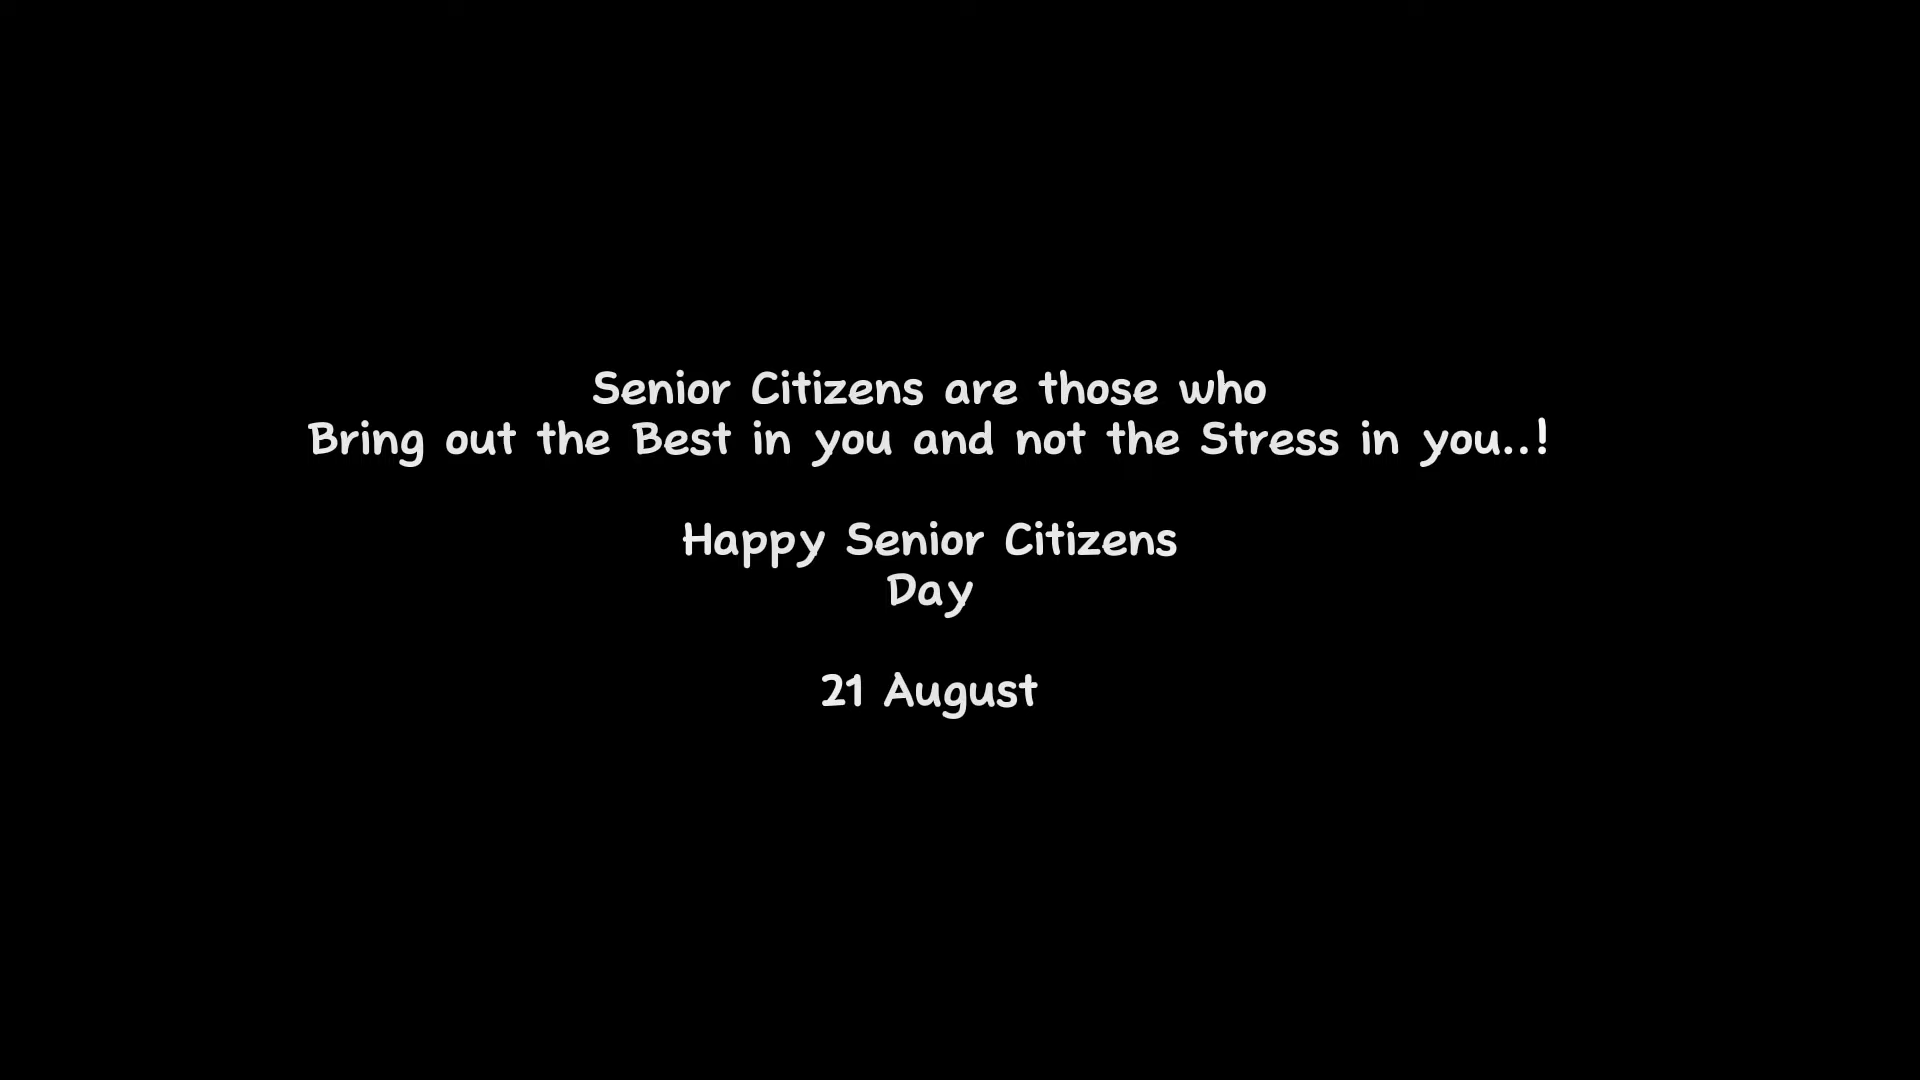 Senior Citizens are those who
Bring out the Best in you and not the Stress in you..!
Happy Senior Citizens
Day
21 August